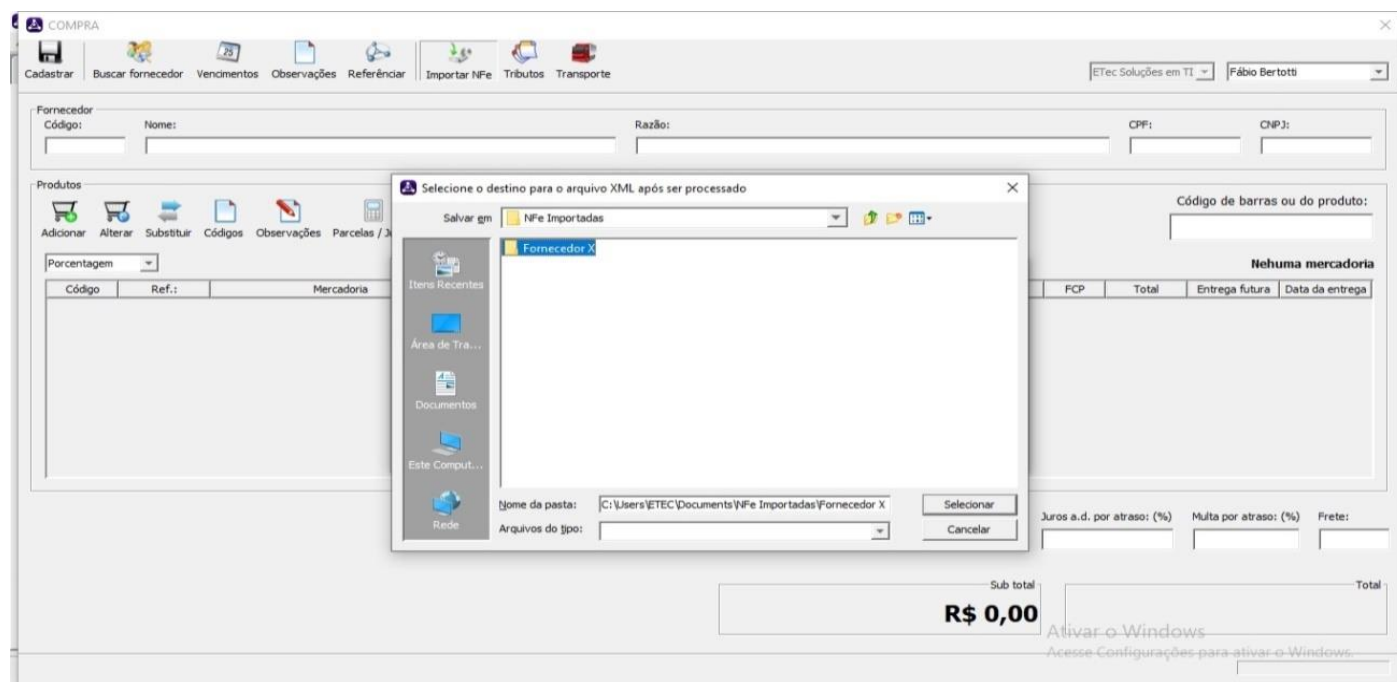 COMPRA
Cadastrar Buscar fornecedor Vencimentos Observações Referênciar Importar NFe Tributos Transporte
ETec Soluções em TI Fábio Bertotti
Fornecedor
Código: Nome: Razão: CPF: CNPJ:
Produtos
Adicionar Alterar Substituir Códigos Observações Parcelas / J
Código de barras ou do produto:
Porcentagem
Nehuma mercadoria
Código Ref.: Mercadoria FCP Total Entrega futura Data da entrega
Selecione o destino para o arquivo XML após ser processado
Salvar em NFe Importadas
Fornecedor X
Itens Recentes
Área de Tra...
Documentos
Este Comput...
Rede
Nome da pasta: C:\Users\ETEC\Documents\NFe Importadas\Fornecedor X Selecionar
Arquivos do tipo: Cancelar
Juros a.d. por atraso: (%) Multa por atraso: (%) Frete:
Sub total
R$ 0,00
Total
Ativar o Windows
Acesse Configurações para ativar o Windows.